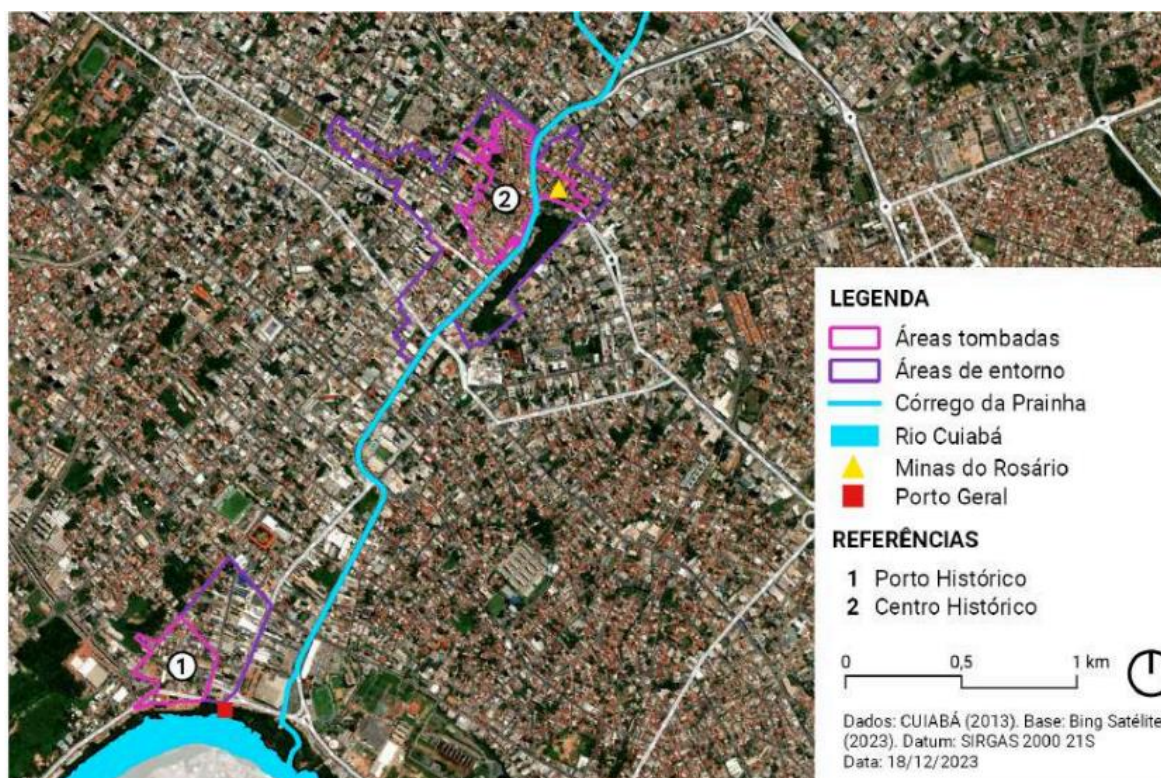 2
1
LEGENDA
Áreas tombadas
Áreas de entorno
Córrego da Prainha
Rio Cuiabá
Minas do Rosário
Porto Geral
REFERÊNCIAS
1 Porto Histórico
2 Centro Histórico
0 0,5 1 km
Dados: CUIABÁ (2013). Base: Bing Satélite
(2023). Datum: SIRGAS 2000 21S
Data: 18/12/2023